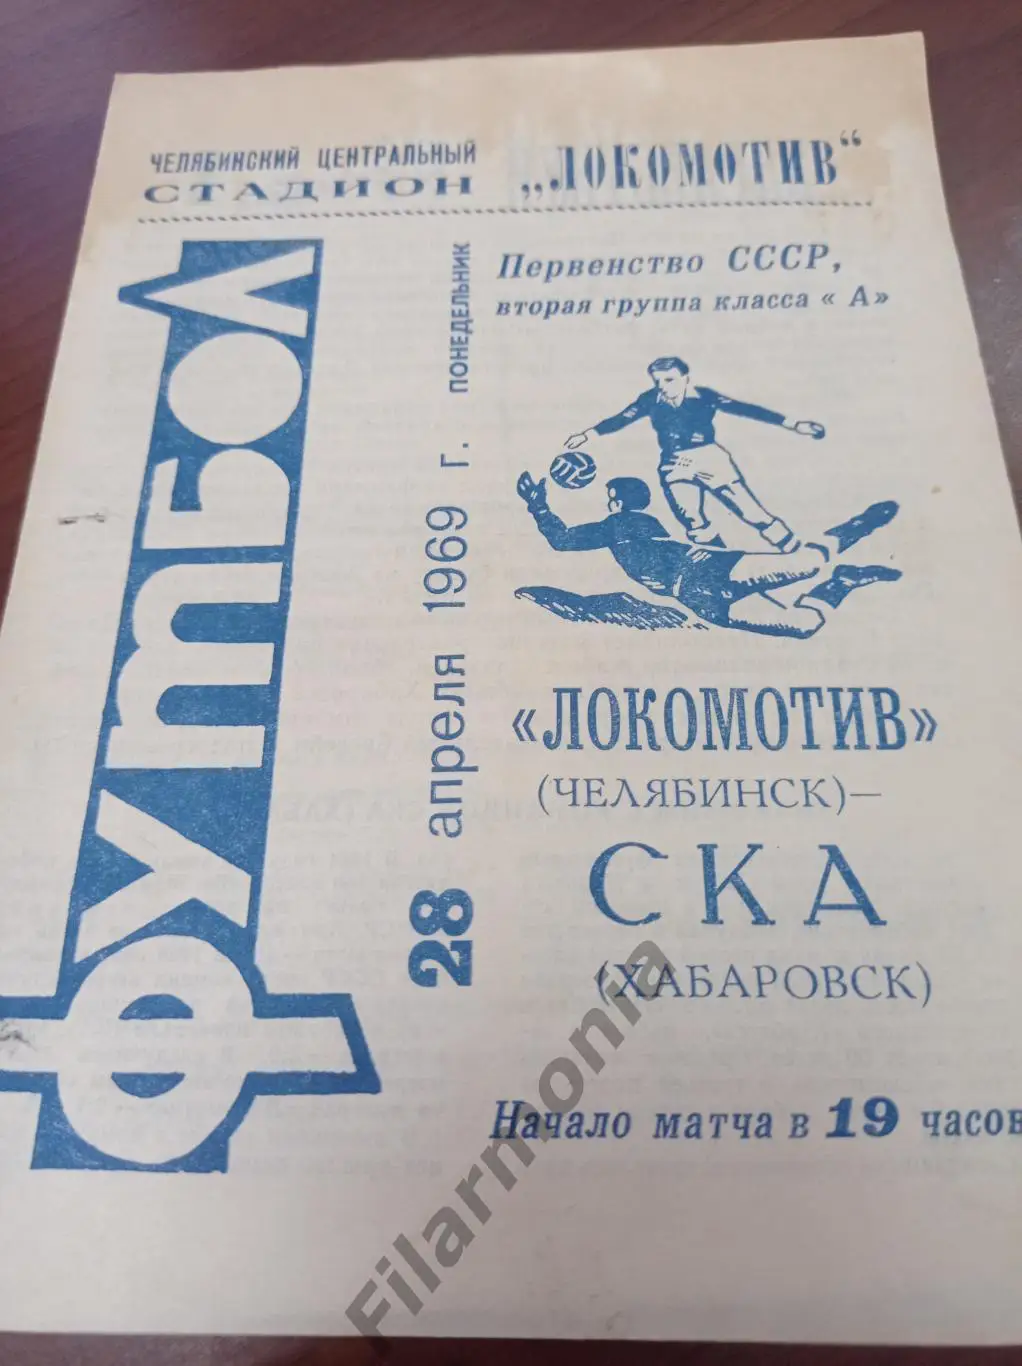 ЧЕЛЯБИНСКИЙ ЦЕНТРАЛЬНЫЙ
СТАДИОН „ЛОКОМОТИВ“
ФУТБОЛ
28 апреля 1969 г. ПОНЕДЕЛЬНИК
Первенство СССР,
вторая группа класса « А»
«ЛОКОМОТИВ»
(ЧЕЛЯБИНСК)—
СКА
(ХАБАРОВСК)
Начало матча в 19 часов
Filarmonia